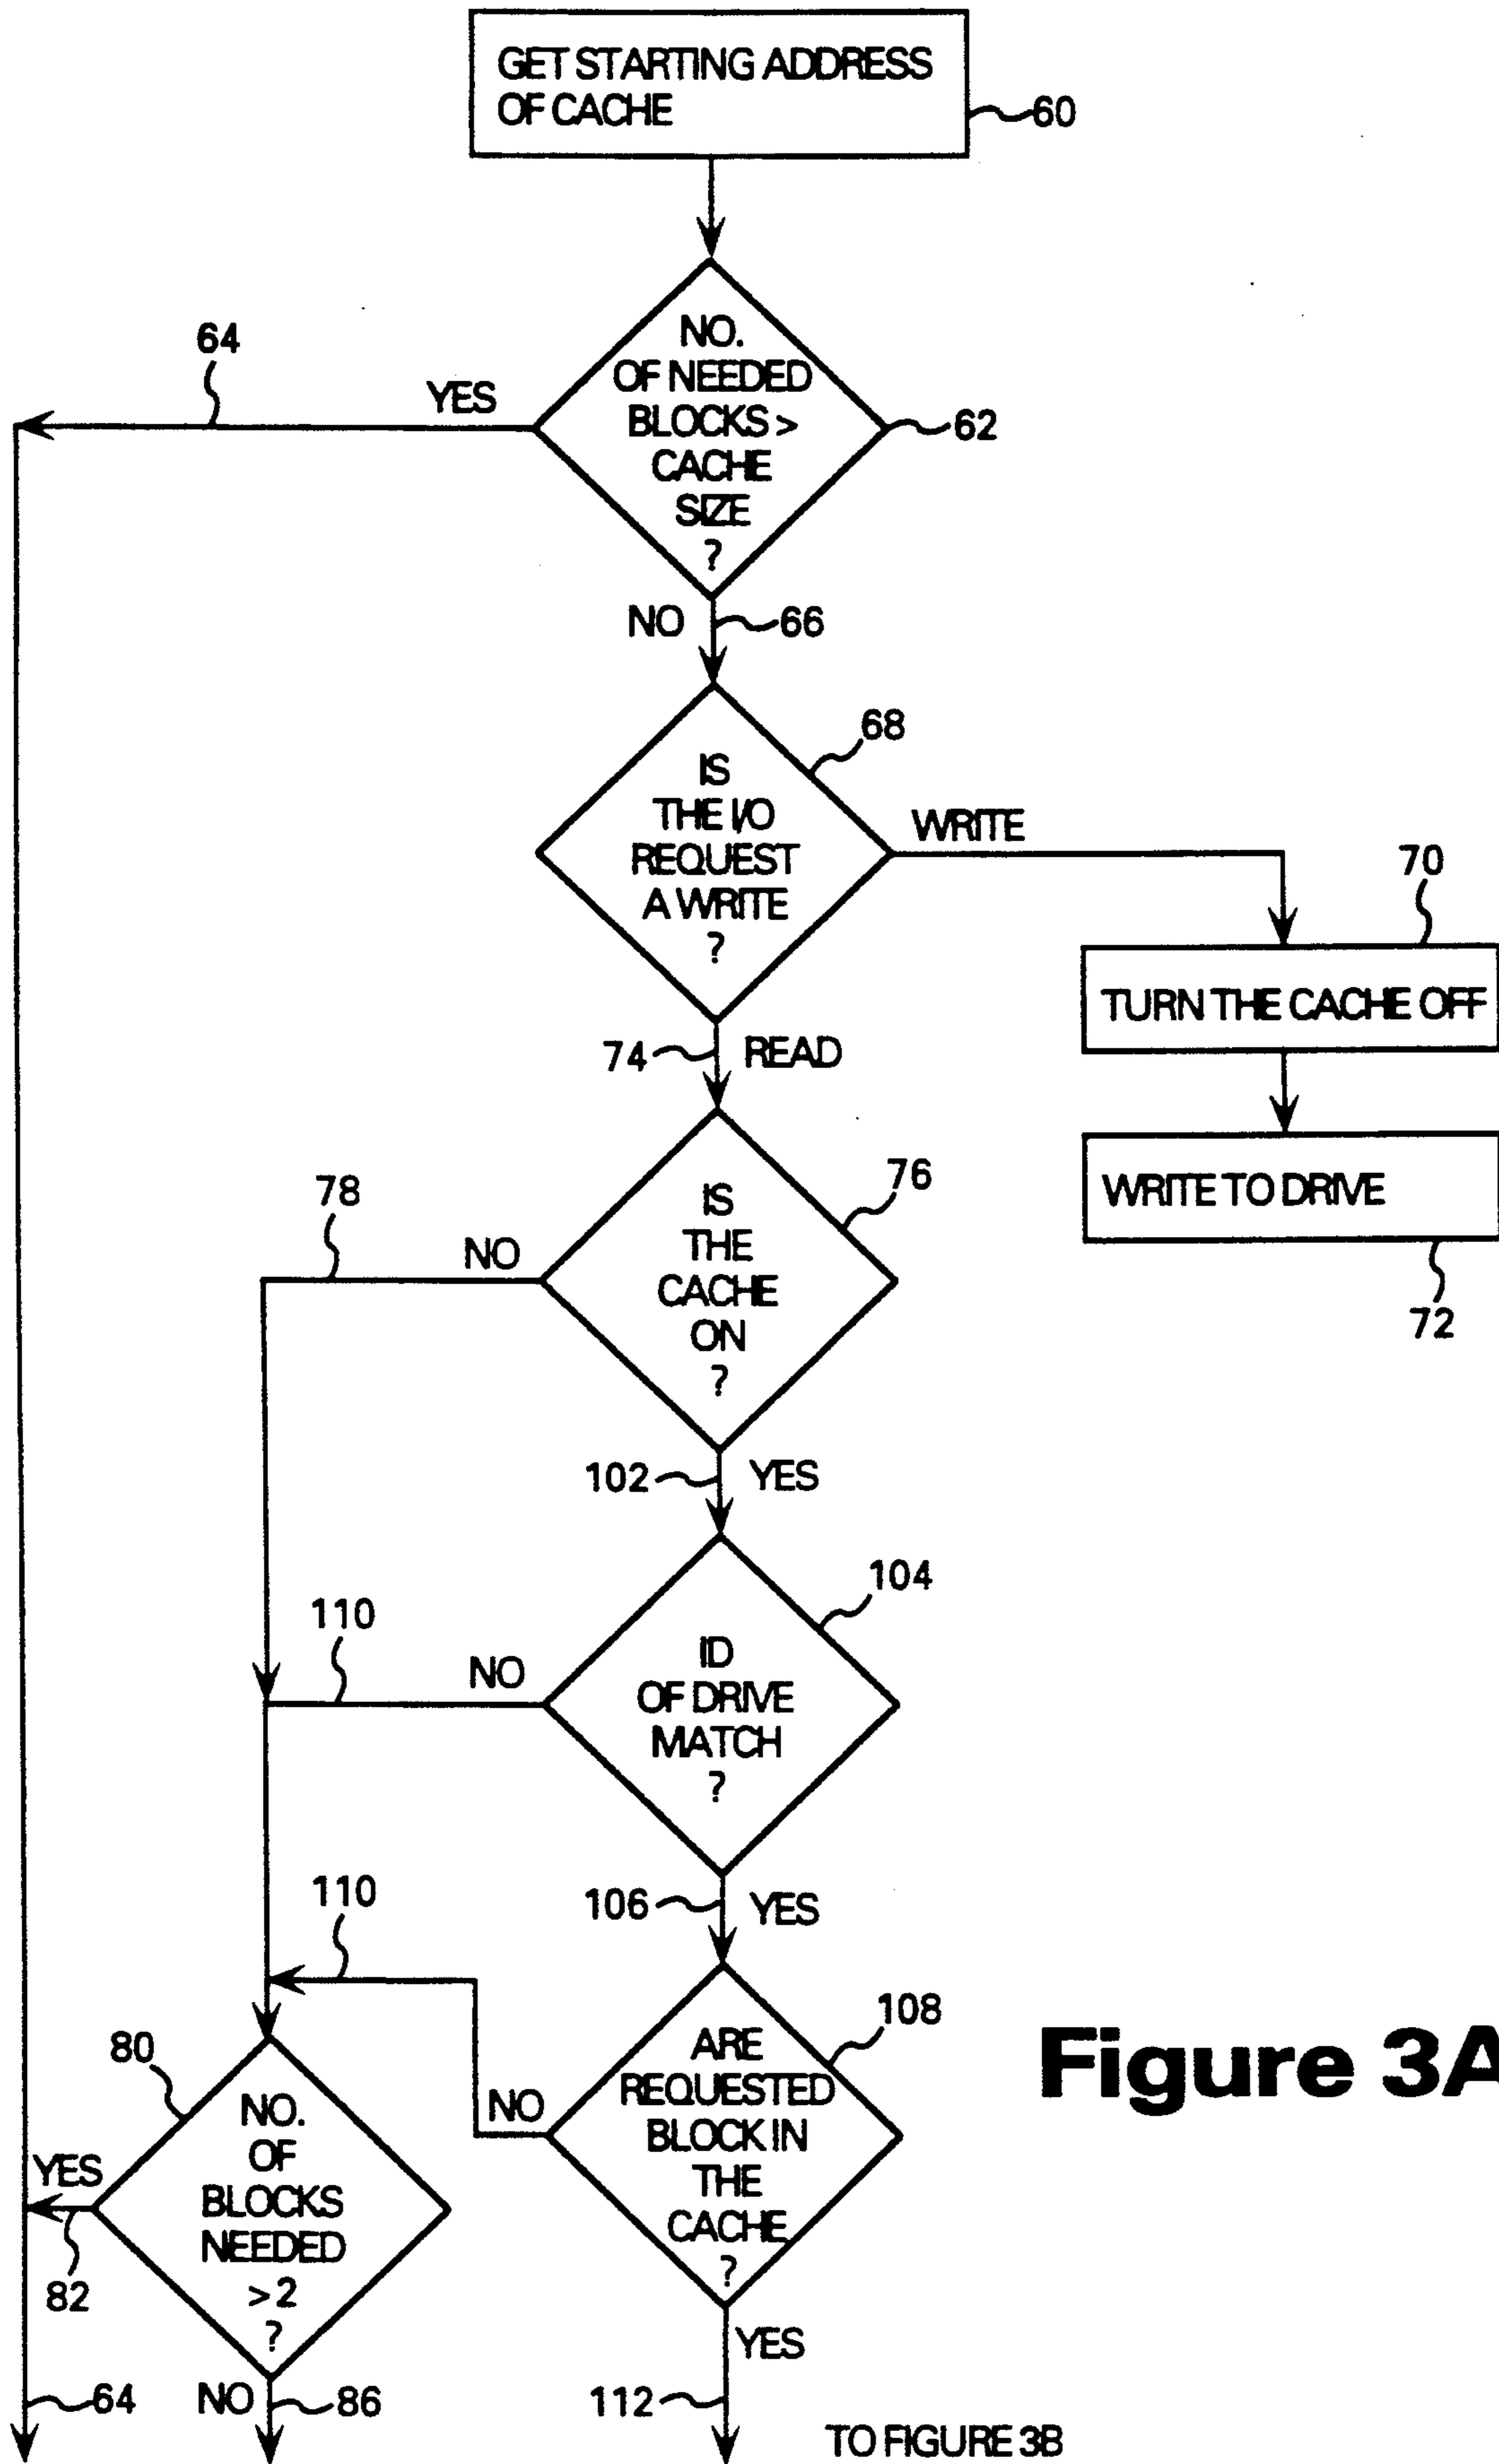 GET STARTING ADDRESS
OF CACHE
60
NO.
OF NEEDED
BLOCKS >
CACHE
SIZE
?
62
64
YES
NO
66
IS
THE I/O
REQUEST
A WRITE
?
68
WRITE
70
TURN THE CACHE OFF
WRITE TO DRIVE
72
74
READ
IS
THE
CACHE
ON
?
76
78
NO
102
YES
ID
OF DRIVE
MATCH
?
104
110
NO
106
YES
110
ARE
REQUESTED
BLOCK IN
THE
CACHE
?
108
NO
80
NO.
OF
BLOCKS
NEEDED
>2
?
YES
82
64
NO
86
YES
112
TO FIGURE 3B
Figure 3A